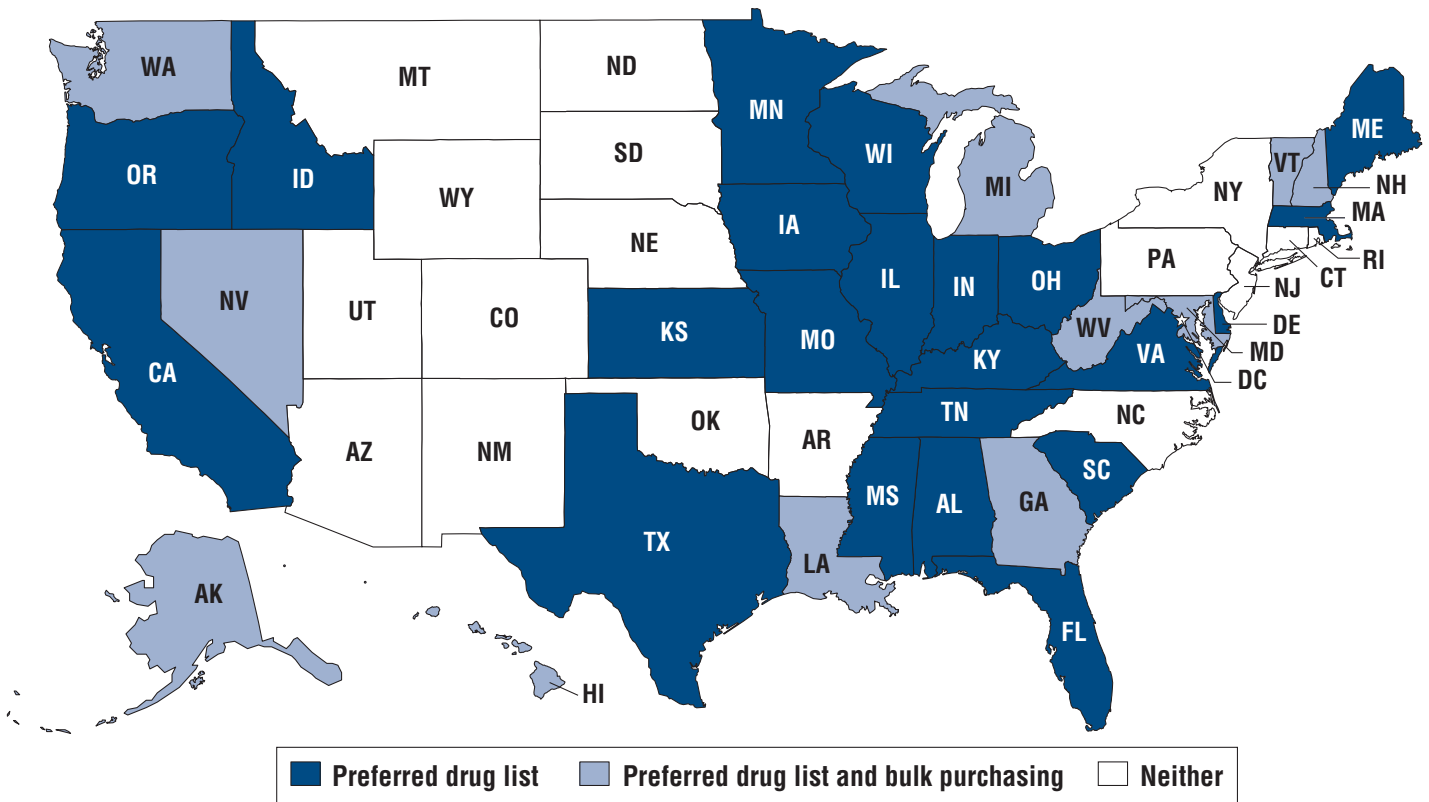 WA
MT
ND
MN
ME
OR
ID
SD
WI
MI
VT
NY
NH
WY
MA
IA
NE
PA
RI
CT
NV
UT
CO
IL
IN
OH
NJ
KS
MO
WV
DE
CA
KY
VA
MD
DC
TN
NC
OK
AR
AZ
NM
SC
MS
AL
GA
TX
LA
AK
FL
HI
Preferred drug list Preferred drug list and bulk purchasing Neither